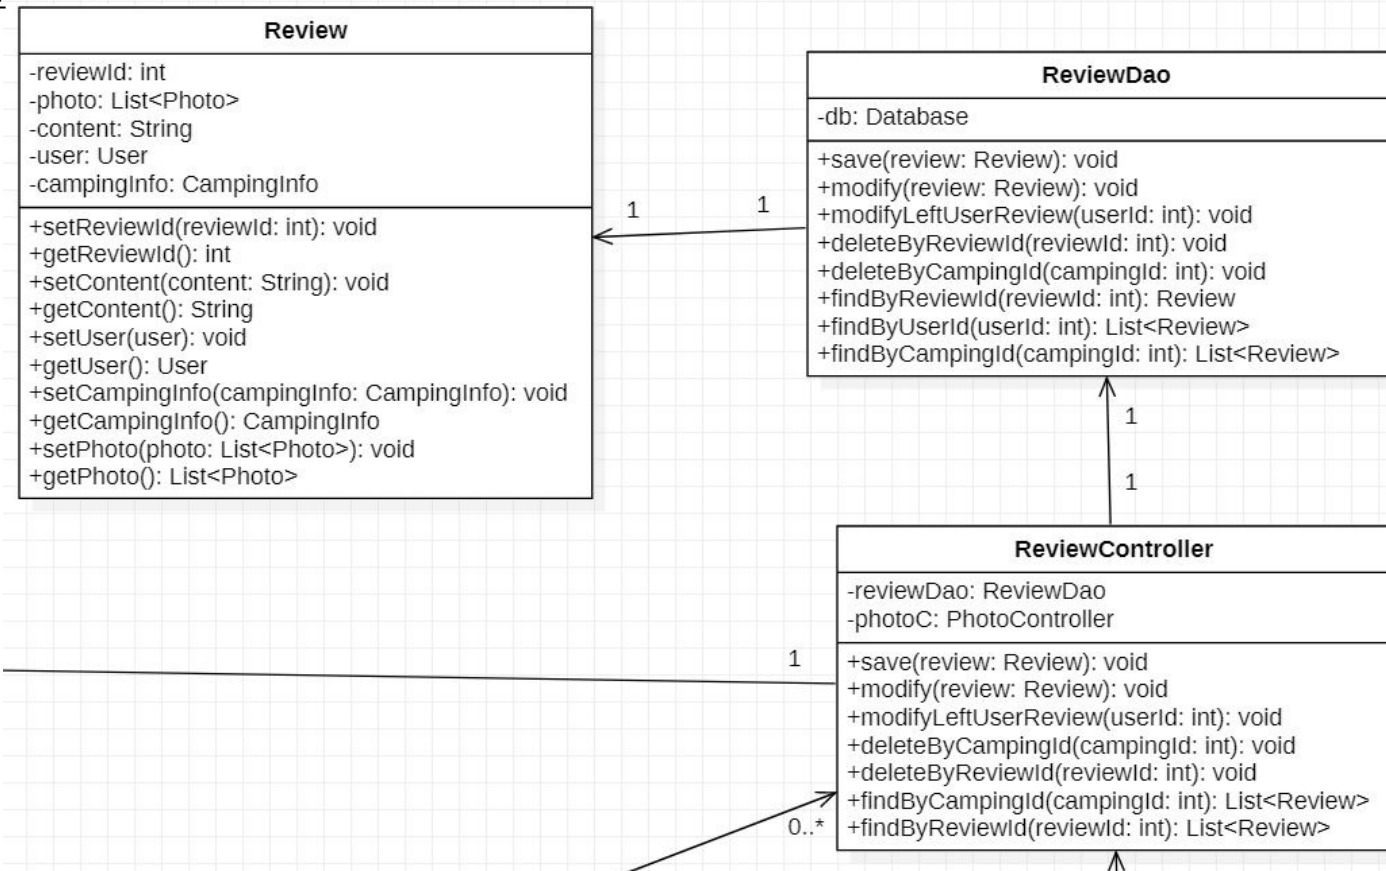 Review
-reviewId: int
-photo: List<Photo>
-content: String
-user: User
-campingInfo: CampingInfo
+setReviewId(reviewId: int): void
+getReviewId(): int
+setContent(content: String): void
+getContent(): String
+setUser(user): void
+getUser(): User
+setCampingInfo(campingInfo: CampingInfo): void
+getCampingInfo(): CampingInfo
+setPhoto(photo: List<Photo>): void
+getPhoto(): List<Photo>
1
1
ReviewDao
-db: Database
+save(review: Review): void
+modify(review: Review): void
+modifyLeftUserReview(userId: int): void
+deleteByReviewId(reviewId: int): void
+deleteByCampingId(campingId: int): void
+findByReviewId(reviewId: int): Review
+findByUserId(userId: int): List<Review>
+findByCampingId(campingId: int): List<Review>
1
1
ReviewController
-reviewDao: ReviewDao
-photoC: PhotoController
+save(review: Review): void
+modify(review: Review): void
+modifyLeftUserReview(userId: int): void
+deleteByCampingId(campingId: int): void
+deleteByReviewId(reviewId: int): void
+findByCampingId(campingId: int): List<Review>
+findByReviewId(reviewId: int): List<Review>
1
0..*